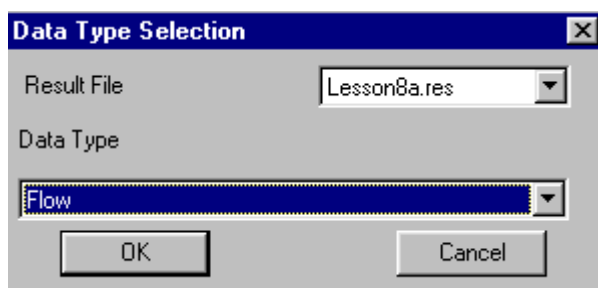 Data Type Selection
Result File Lesson8a.res
Data Type
Flow
OK Cancel